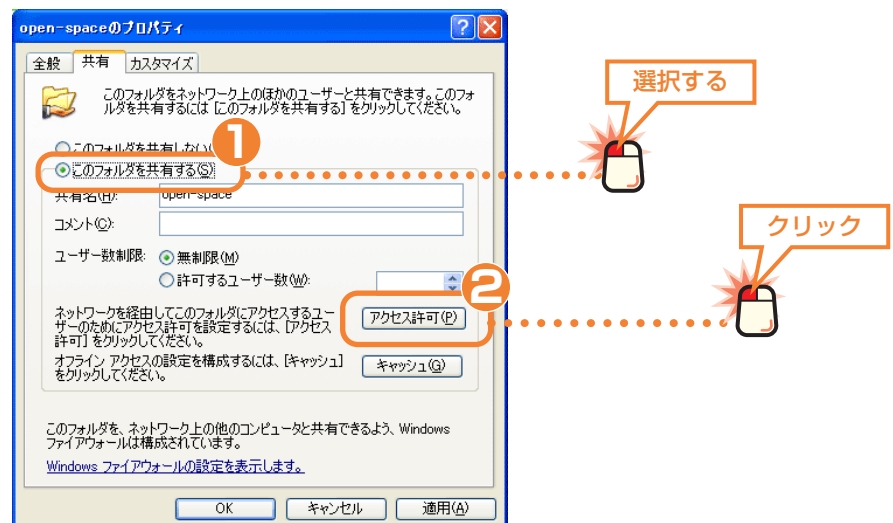 open-spaceのプロパティ
全般 共有 カスタマイズ
選択する
このフォルダをネットワーク上のほかのユーザーと共有できます。このフォ
ルダを共有するには [このフォルダを共有する] をクリックしてください。
1
このフォルダを共有しない(
このフォルダを共有する(S)
共有名(H): open-space
コメント(C):
クリック
ユーザー数制限: 無制限(M)
許可するユーザー数(W):
2
ネットワークを経由してこのフォルダにアクセスするユー
ザーのためにアクセス許可を設定するには、[アクセス
許可] をクリックしてください。
アクセス許可(P)
オフライン アクセスの設定を構成するには、[キャッシュ]
をクリックしてください。
キャッシュ(G)
このフォルダを、ネットワーク上の他のコンピュータと共有できるよう、Windows
ファイアウォールは構成されています。
Windows ファイアウォールの設定を表示します。
OK キャンセル 適用(A)